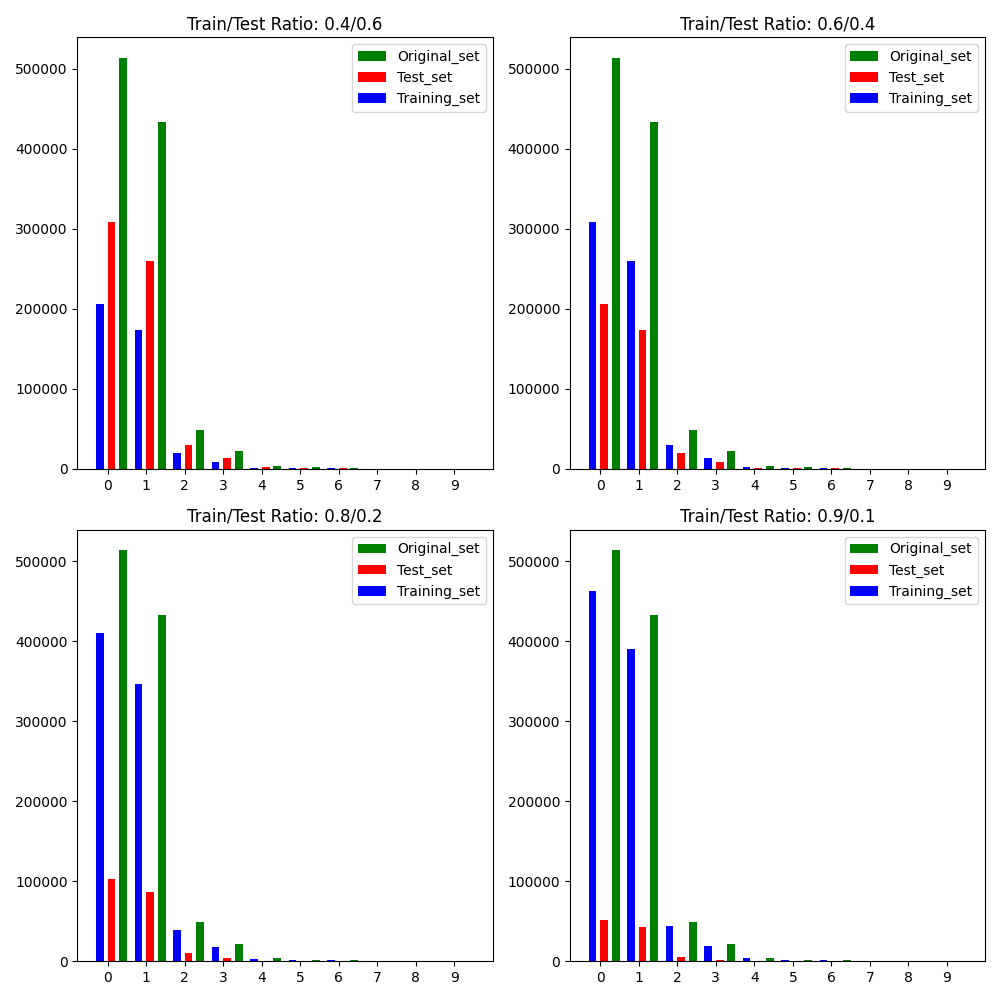 Train/Test Ratio: 0.4/0.6
500000
400000
300000
200000
100000
0
0 1 2 3 4 5 6 7 8 9
Original_set
Test_set
Training_set
Train/Test Ratio: 0.6/0.4
500000
400000
300000
200000
100000
0
0 1 2 3 4 5 6 7 8 9
Original_set
Test_set
Training_set
Train/Test Ratio: 0.8/0.2
500000
400000
300000
200000
100000
0
0 1 2 3 4 5 6 7 8 9
Original_set
Test_set
Training_set
Train/Test Ratio: 0.9/0.1
500000
400000
300000
200000
100000
0
0 1 2 3 4 5 6 7 8 9
Original_set
Test_set
Training_set